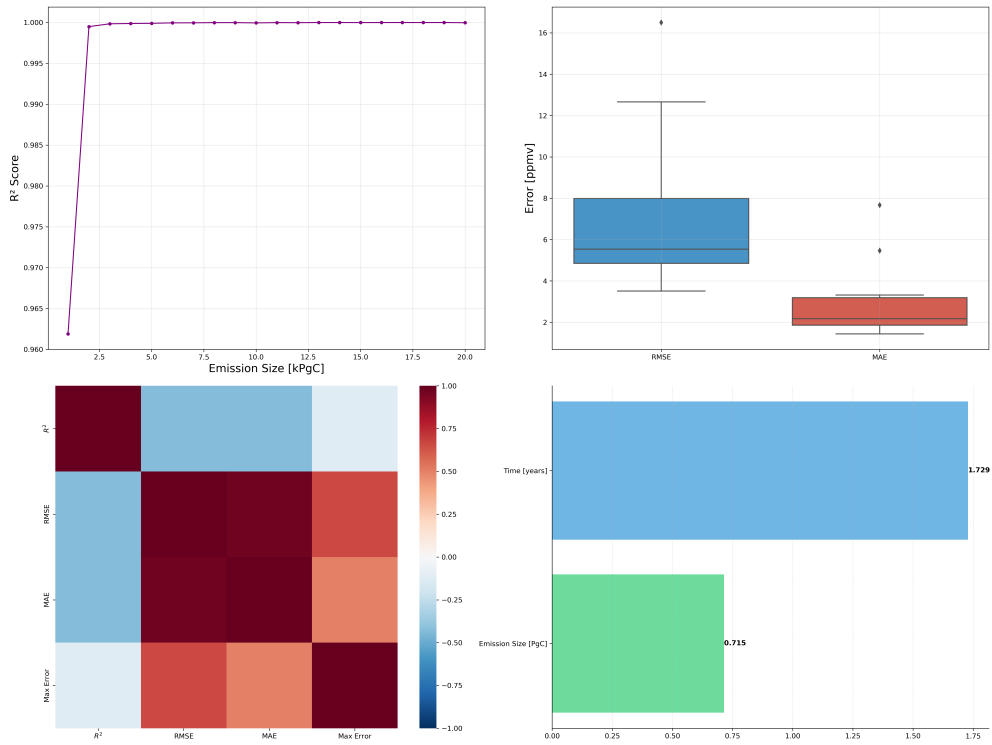 1.000
0.995
0.990
0.985
0.980
0.975
0.970
0.965
0.960
R² Score
2.5 5.0 7.5 10.0 12.5 15.0 17.5 20.0
Emission Size [kPgC]
16
14
12
10
8
6
4
2
Error [ppmv]
RMSE MAE
R²
RMSE
MAE
Max Error
R² RMSE MAE Max Error
1.00
0.75
0.50
0.25
0.00
−0.25
−0.50
−0.75
−1.00
Time [years]
1.729
Emission Size [PgC]
0.715
0.00 0.25 0.50 0.75 1.00 1.25 1.50 1.75